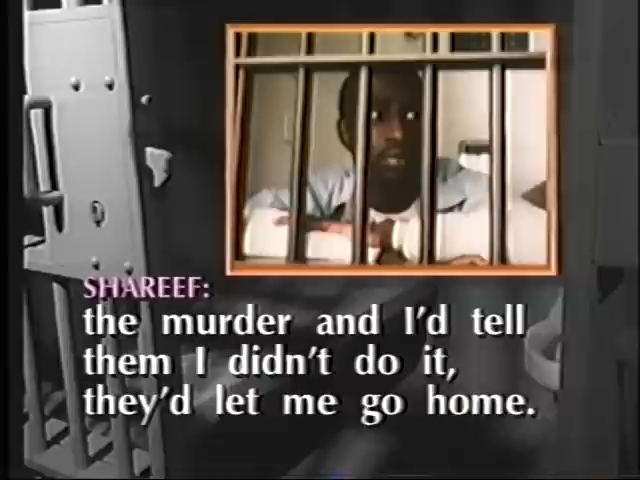 SHAREEF:
the murder and I'd tell
them I didn't do it,
they'd let me go home.